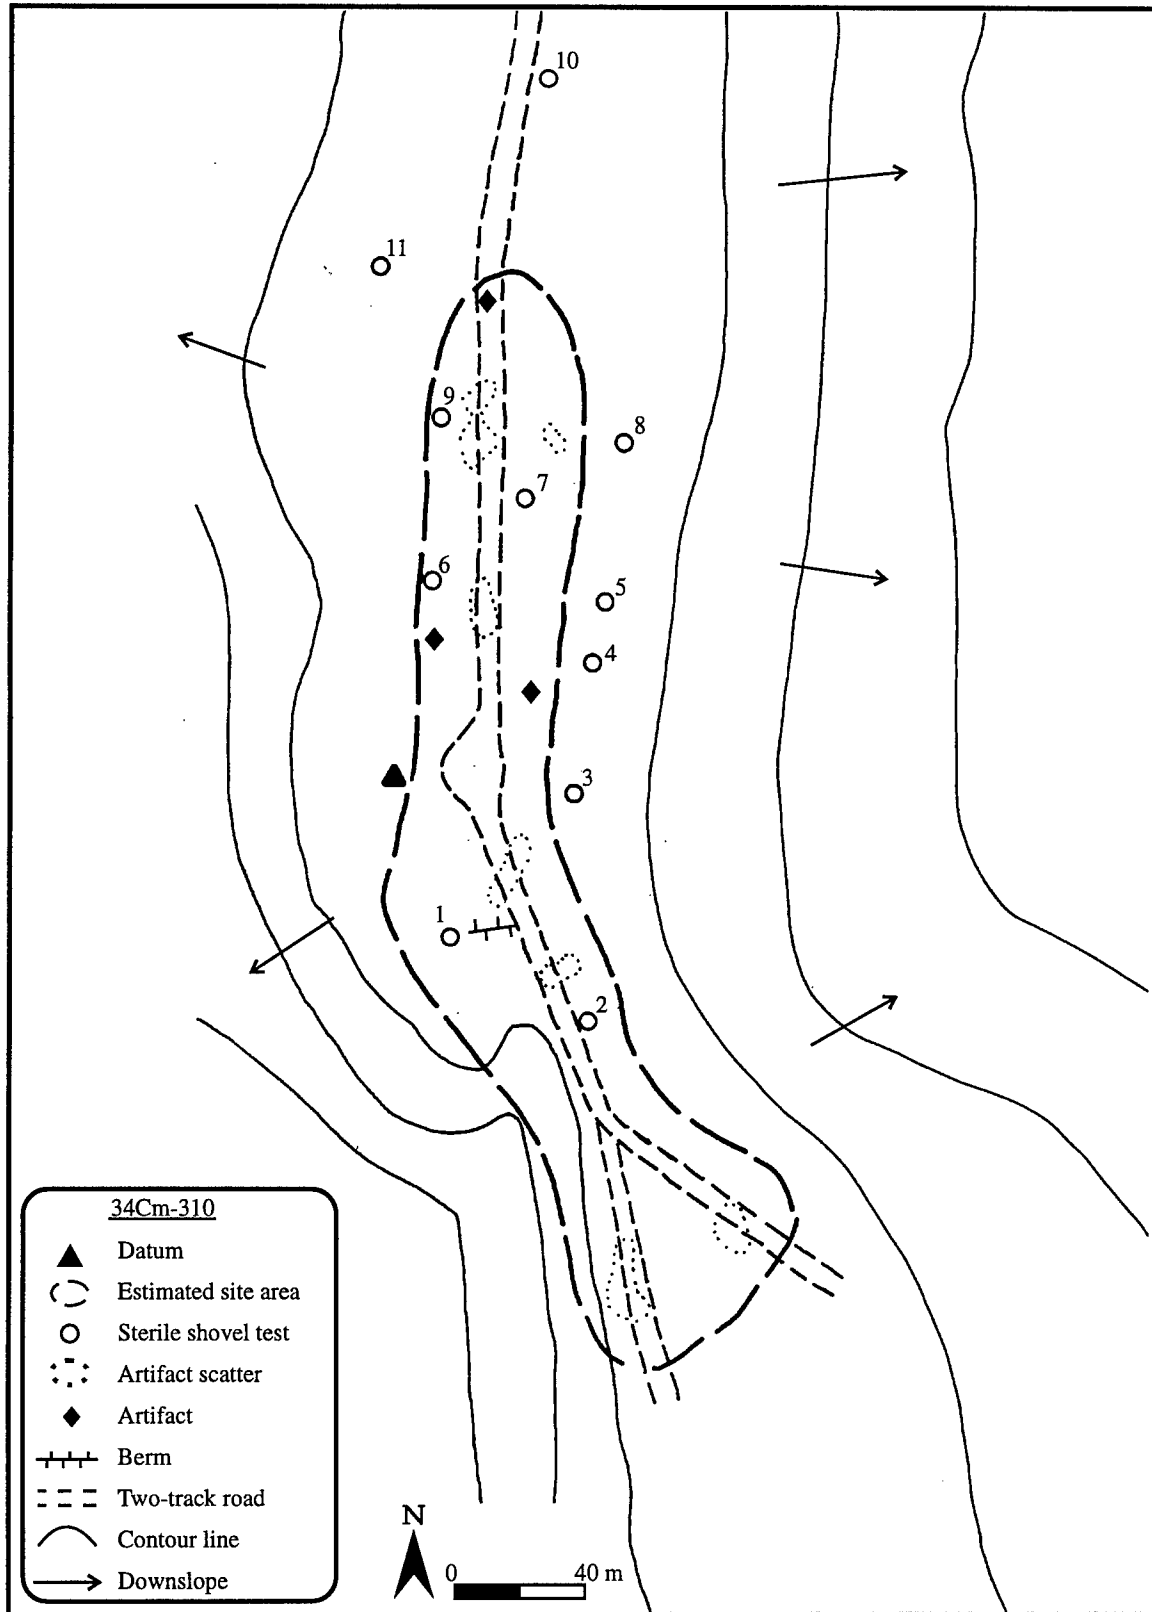 10
11
9
8
7
6
5
4
3
1
2
34Cm-310
Datum
Estimated site area
Sterile shovel test
Artifact scatter
Artifact
Berm
Two-track road
Contour line
Downslope
N
0 40 m